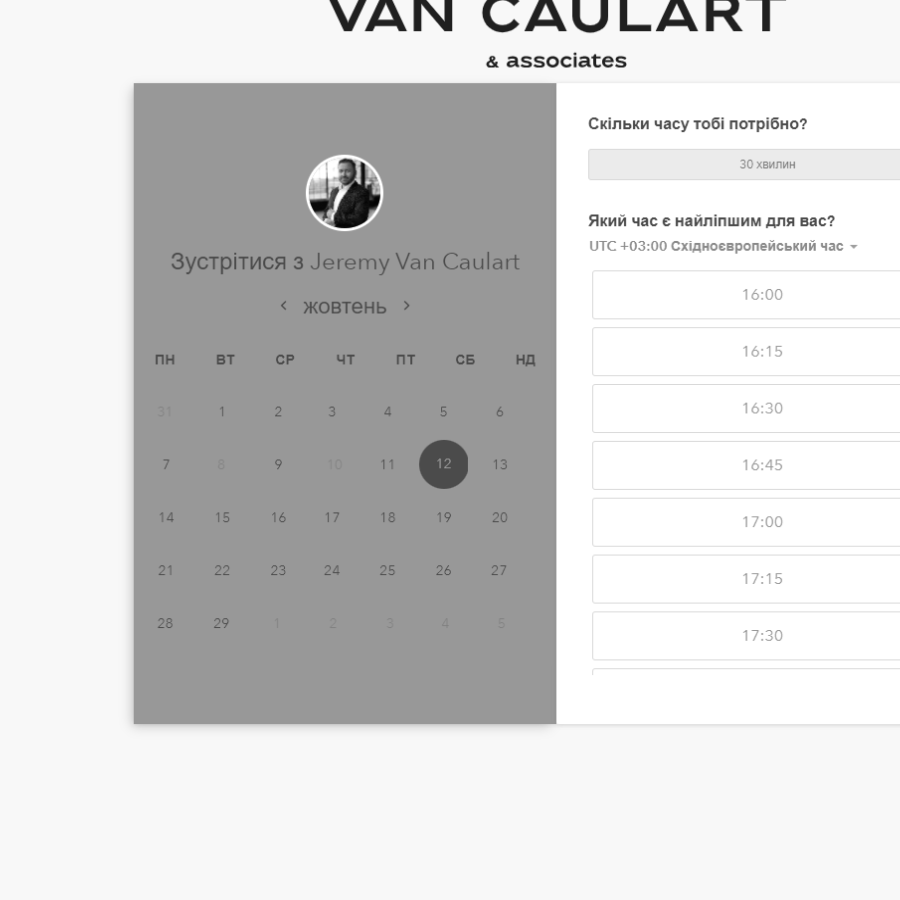 VAN CAULART
& associates
Зустрітися з Jeremy Van Caulart
жовтень
ПН ВТ СР ЧТ ПТ СБ НД
31 1 2 3 4 5 6
7 8 9 10 11 12 13
14 15 16 17 18 19 20
21 22 23 24 25 26 27
28 29 1 2 3 4 5
Скільки часу тобі потрібно?
30 хвилин
Який час є найліпшим для вас?
UTC +03:00 Східноєвропейський час
16:00
16:15
16:30
16:45
17:00
17:15
17:30